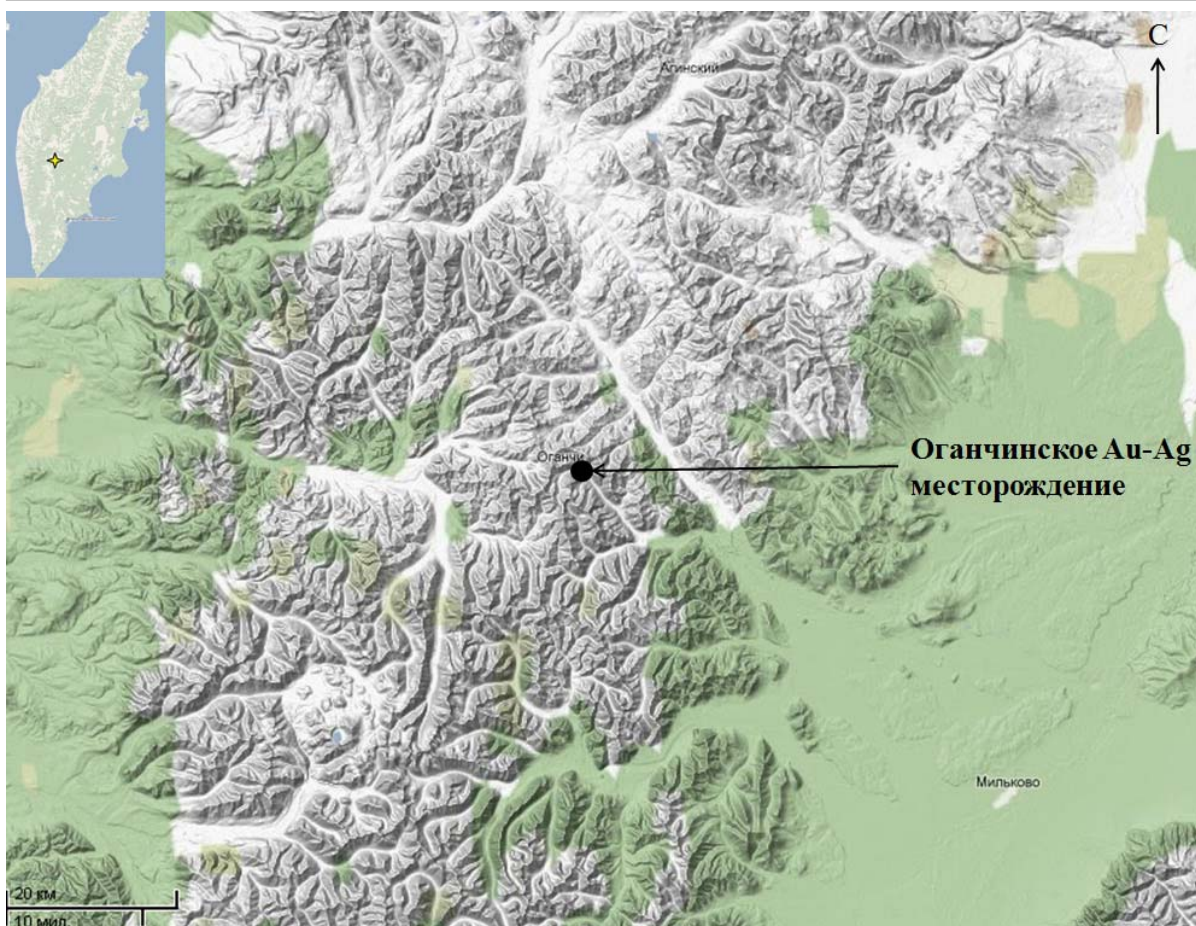 Агинский
С
Оганчи
Оганчинское Au-Ag
месторождение
Мильково
20 км
10 мил